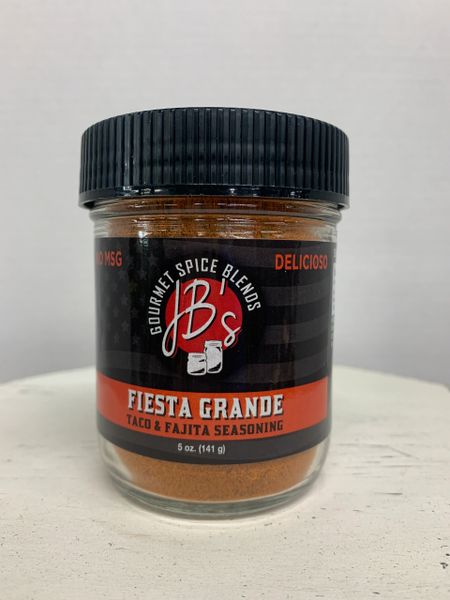 NO MSG
DELICIOSO
GOURMET SPICE BLENDS
JB's
FIESTA GRANDE
TACO & FAJITA SEASONING
5 oz. (141 g)